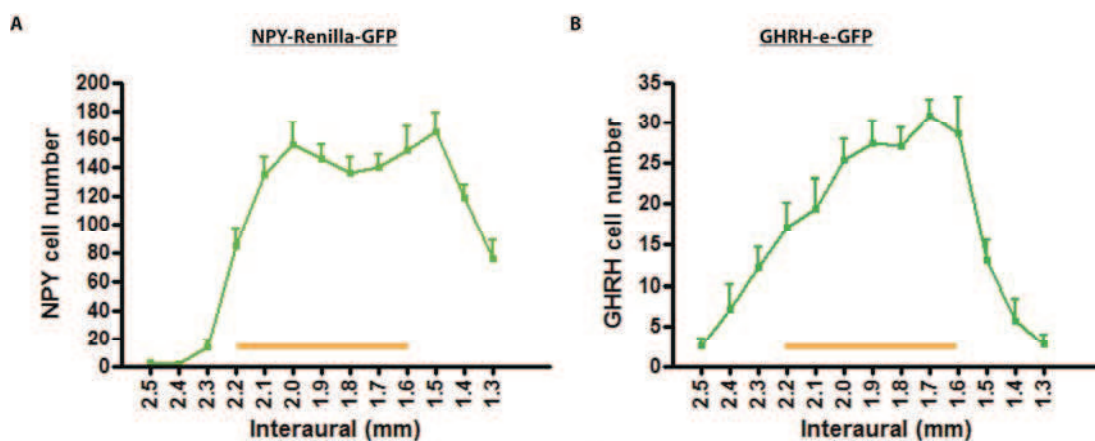 A
NPY-Renilla-GFP
NPY cell number
200
180
160
140
120
100
80
60
40
20
0
2.5 2.4 2.3 2.2 2.1 2.0 1.9 1.8 1.7 1.6 1.5 1.4 1.3
Interaural (mm)
B
GHRH-e-GFP
GHRH cell number
35
30
25
20
15
10
5
0
2.5 2.4 2.3 2.2 2.1 2.0 1.9 1.8 1.7 1.6 1.5 1.4 1.3
Interaural (mm)